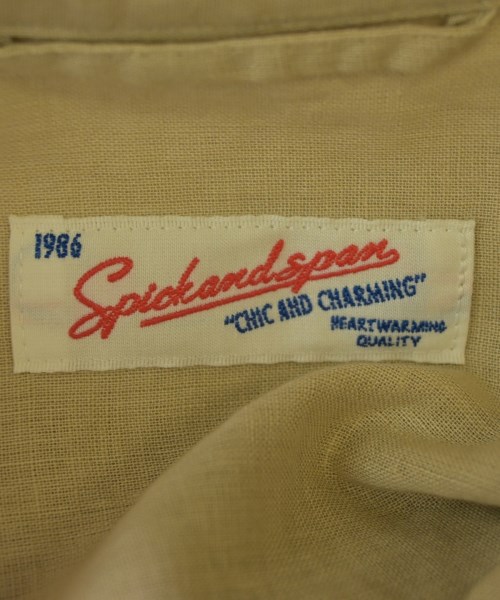 1986
Spickandspan
"CHIC AND CHARMING"
HEARTWARMING
QUALITY